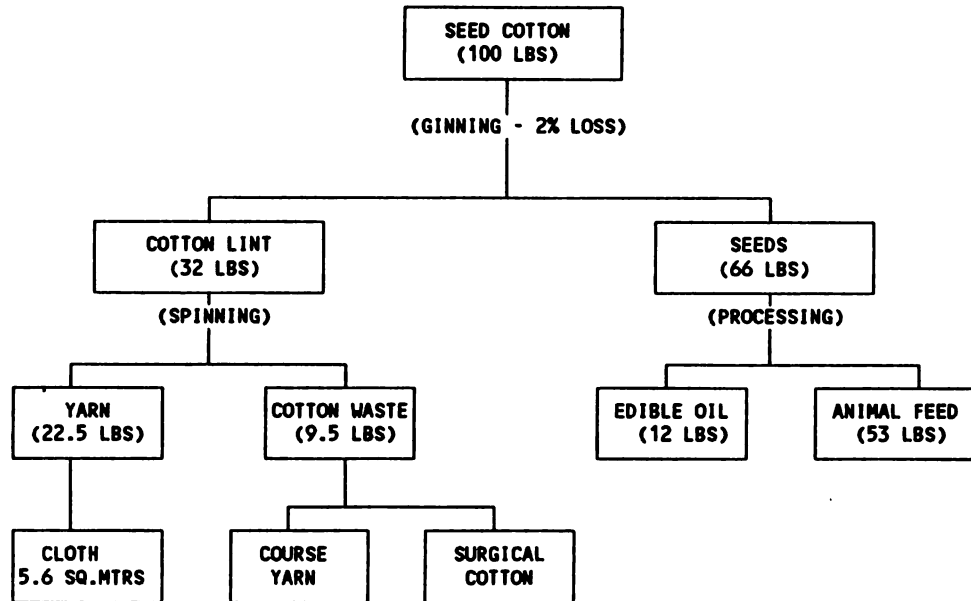 SEED COTTON
(100 LBS)
(GINNING - 2% LOSS)
COTTON LINT
(32 LBS)
SEEDS
(66 LBS)
(SPINNING)
(PROCESSING)
YARN
(22.5 LBS)
COTTON WASTE
(9.5 LBS)
EDIBLE OIL
(12 LBS)
ANIMAL FEED
(53 LBS)
CLOTH
5.6 SQ.MTRS
COURSE
YARN
SURGICAL
COTTON